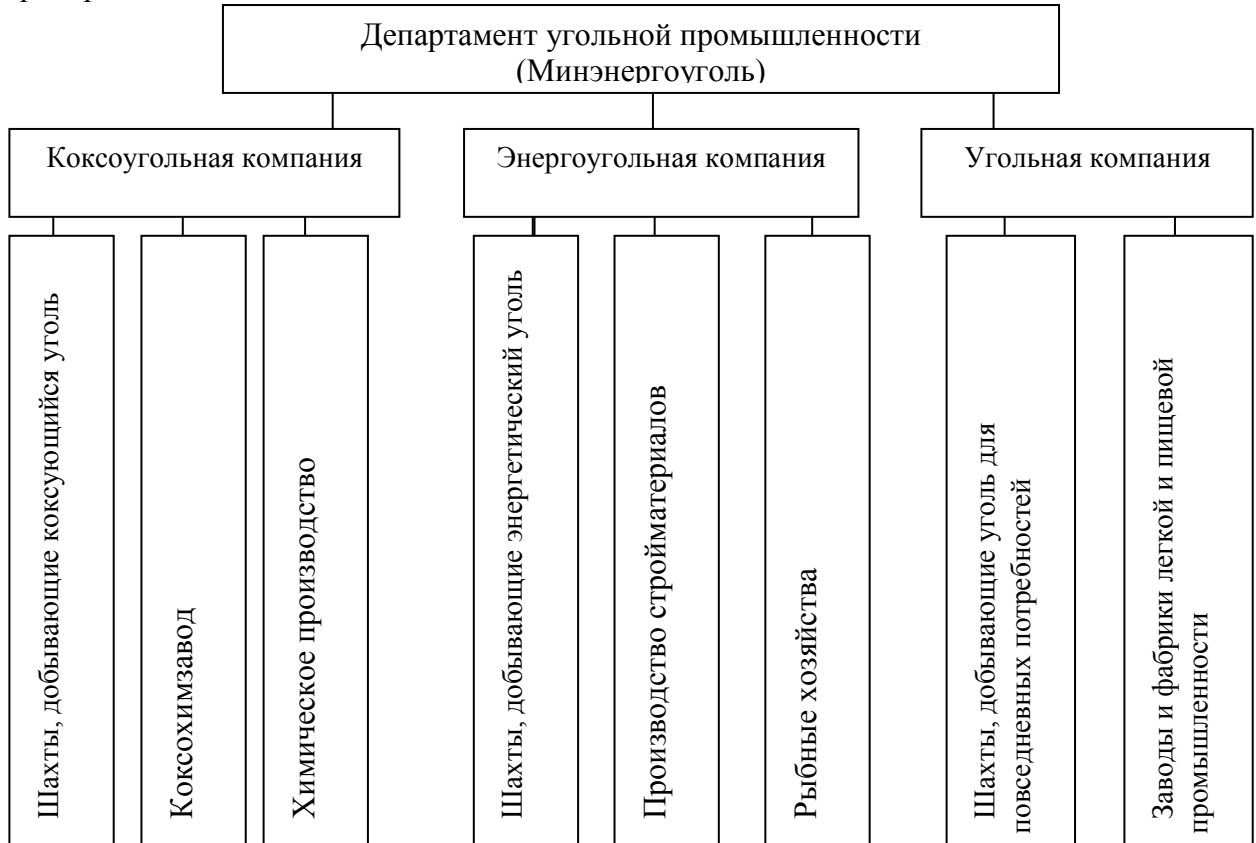 Департамент угольной промышленности
(Минэнергоуголь)
Коксоугольная компания
Энергоугольная компания
Угольная компания
Шахты, добывающие коксующийся уголь
Коксохимзавод
Химическое производство
Шахты, добывающие энергетический уголь
Производство стройматериалов
Рыбные хозяйства
Шахты, добывающие уголь для
повседневных потребностей
Заводы и фабрики легкой и пищевой
промышленности